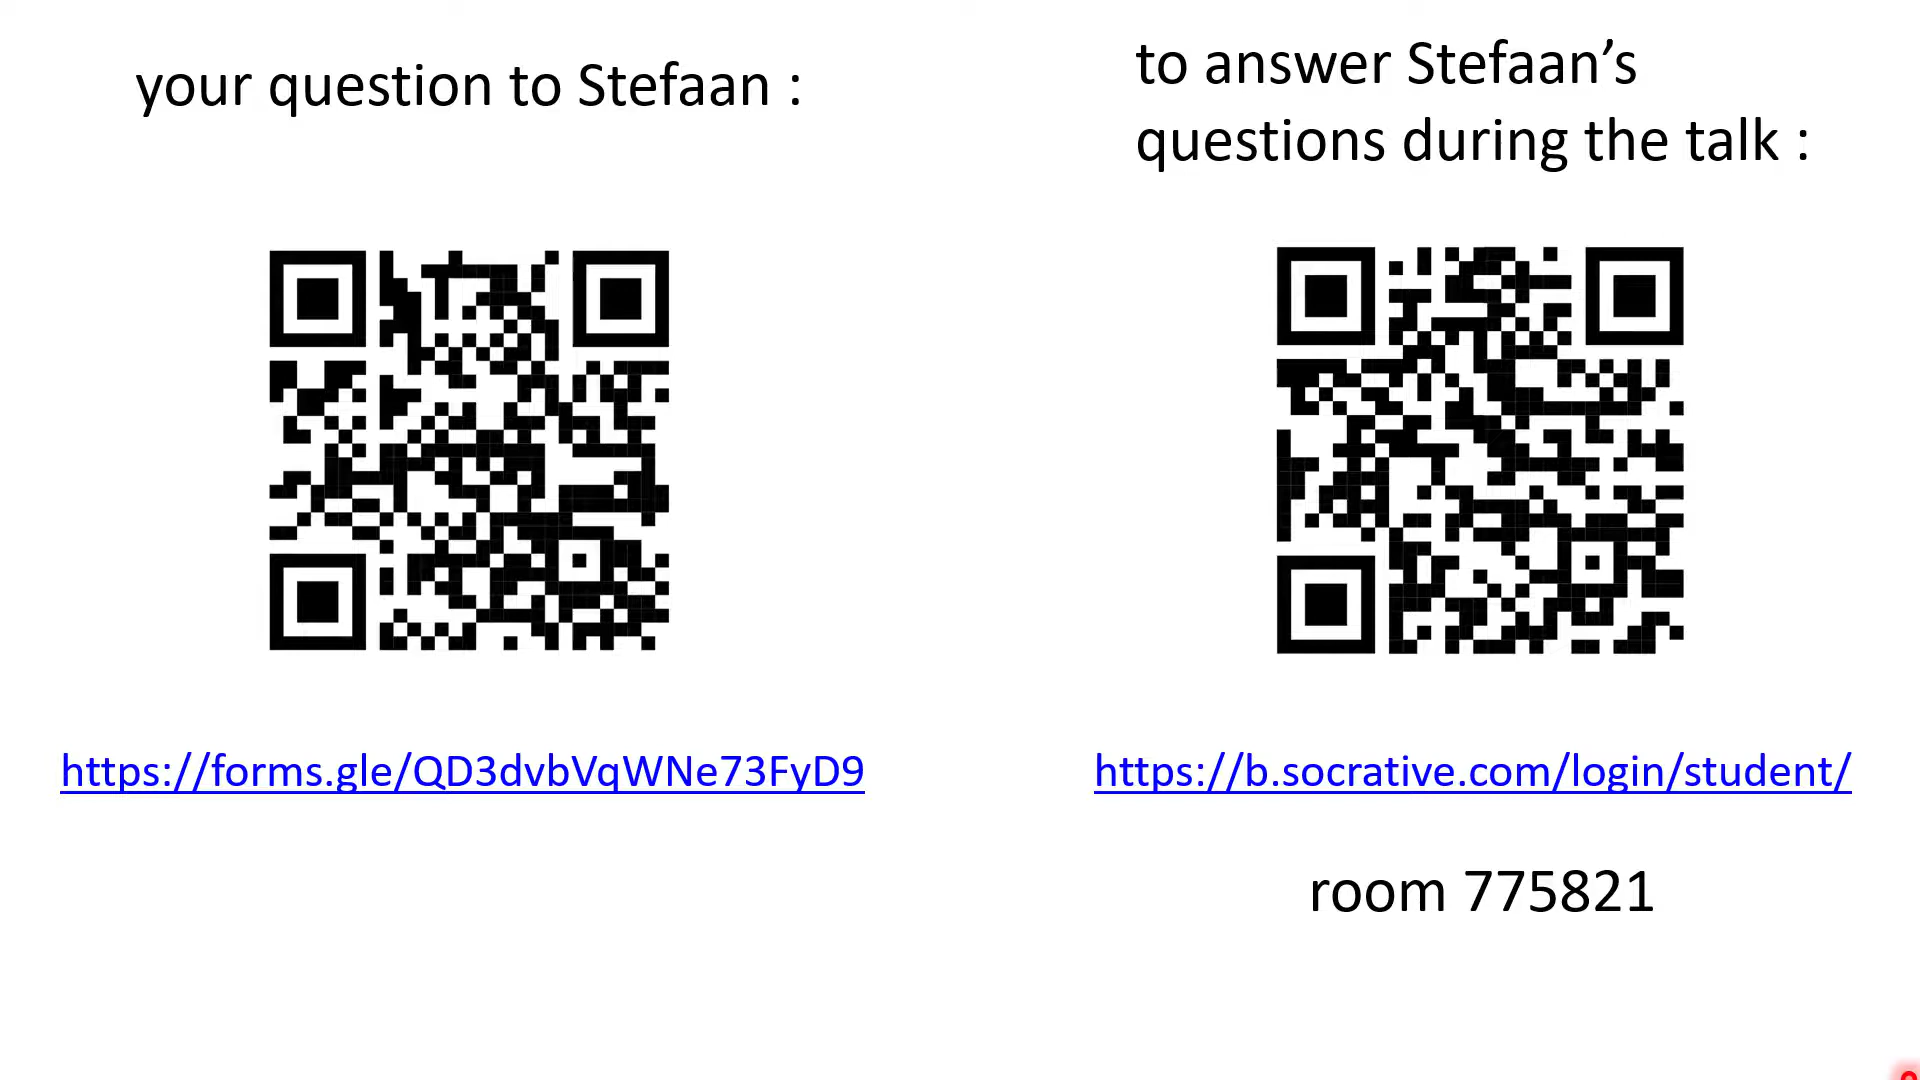 your question to Stefaan :
https://forms.gle/QD3dvbVqWNe73FyD9
to answer Stefaan’s
questions during the talk :
https://b.socrative.com/login/student/
room 775821